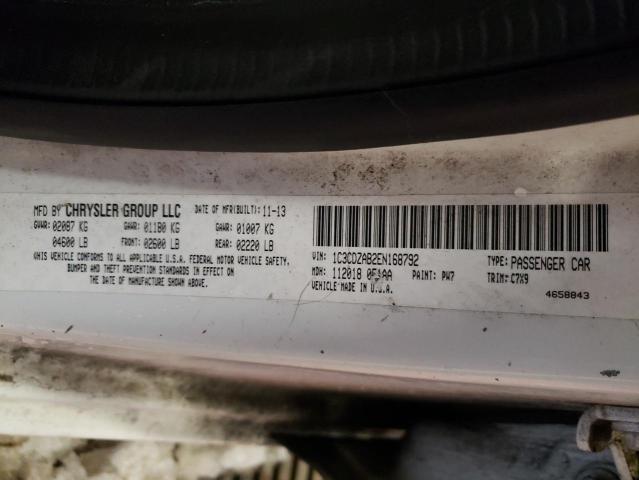 MFD BY CHRYSLER GROUP LLC DATE OF MFR(BUILT): 11-13
GVWR: 02087 KG GAWR: 01180 KG GAWR: 01007 KG
04600 LB FRONT: 02600 LB REAR: 02220 LB
THIS VEHICLE CONFORMS TO ALL APPLICABLE U.S.A. FEDERAL MOTOR VEHICLE SAFETY,
BUMPER AND THEFT PREVENTION STANDARDS IN EFFECT ON
THE DATE OF MANUFACTURE SHOWN ABOVE.
VIN: 1C3CDZAB2EN168792 TYPE: PASSENGER CAR
MDH: 112018 051AA PAINT: PW7 TRIM: C7X9
VEHICLE MADE IN U.S.A.
4658843